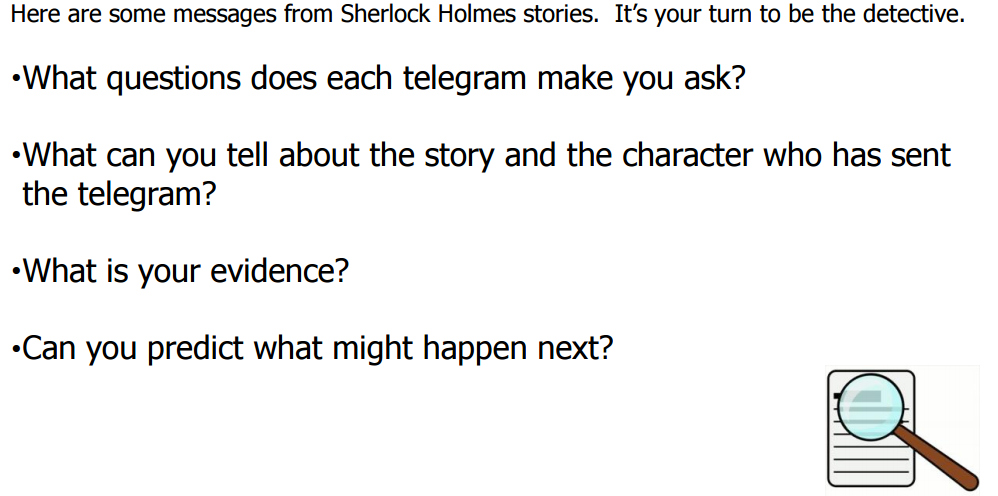 Here are some messages from Sherlock Holmes stories.  It’s your turn to be the detective.
•What questions does each telegram make you ask?
•What can you tell about the story and the character who has sent
the telegram?
•What is your evidence?
•Can you predict what might happen next?